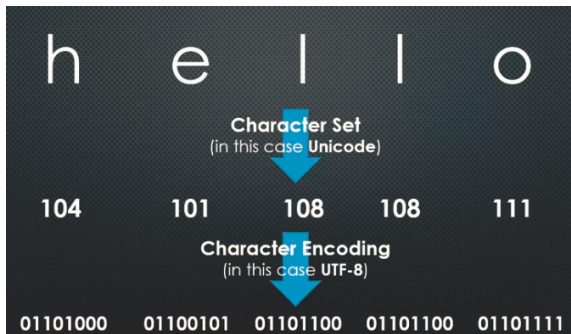 h e l l o
Character Set
(in this case Unicode)
104 101 108 108 111
Character Encoding
(in this case UTF-8)
01101000 01100101 01101100 01101100 01101111